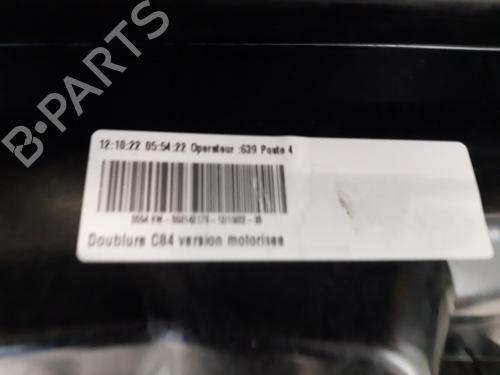 B-PARTS
12:10:22 05:54:22 Operateur :639 Poste 4
Doublure C84 version motorisee